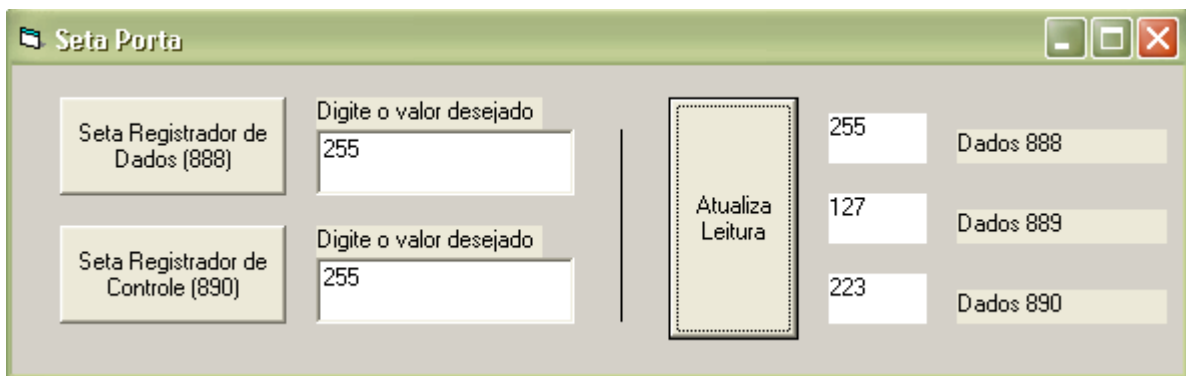 Seta Porta
Seta Registrador de
Dados (888)
Digite o valor desejado
255
Seta Registrador de
Controle (890)
Digite o valor desejado
255
Atualiza
Leitura
255
Dados 888
127
Dados 889
223
Dados 890